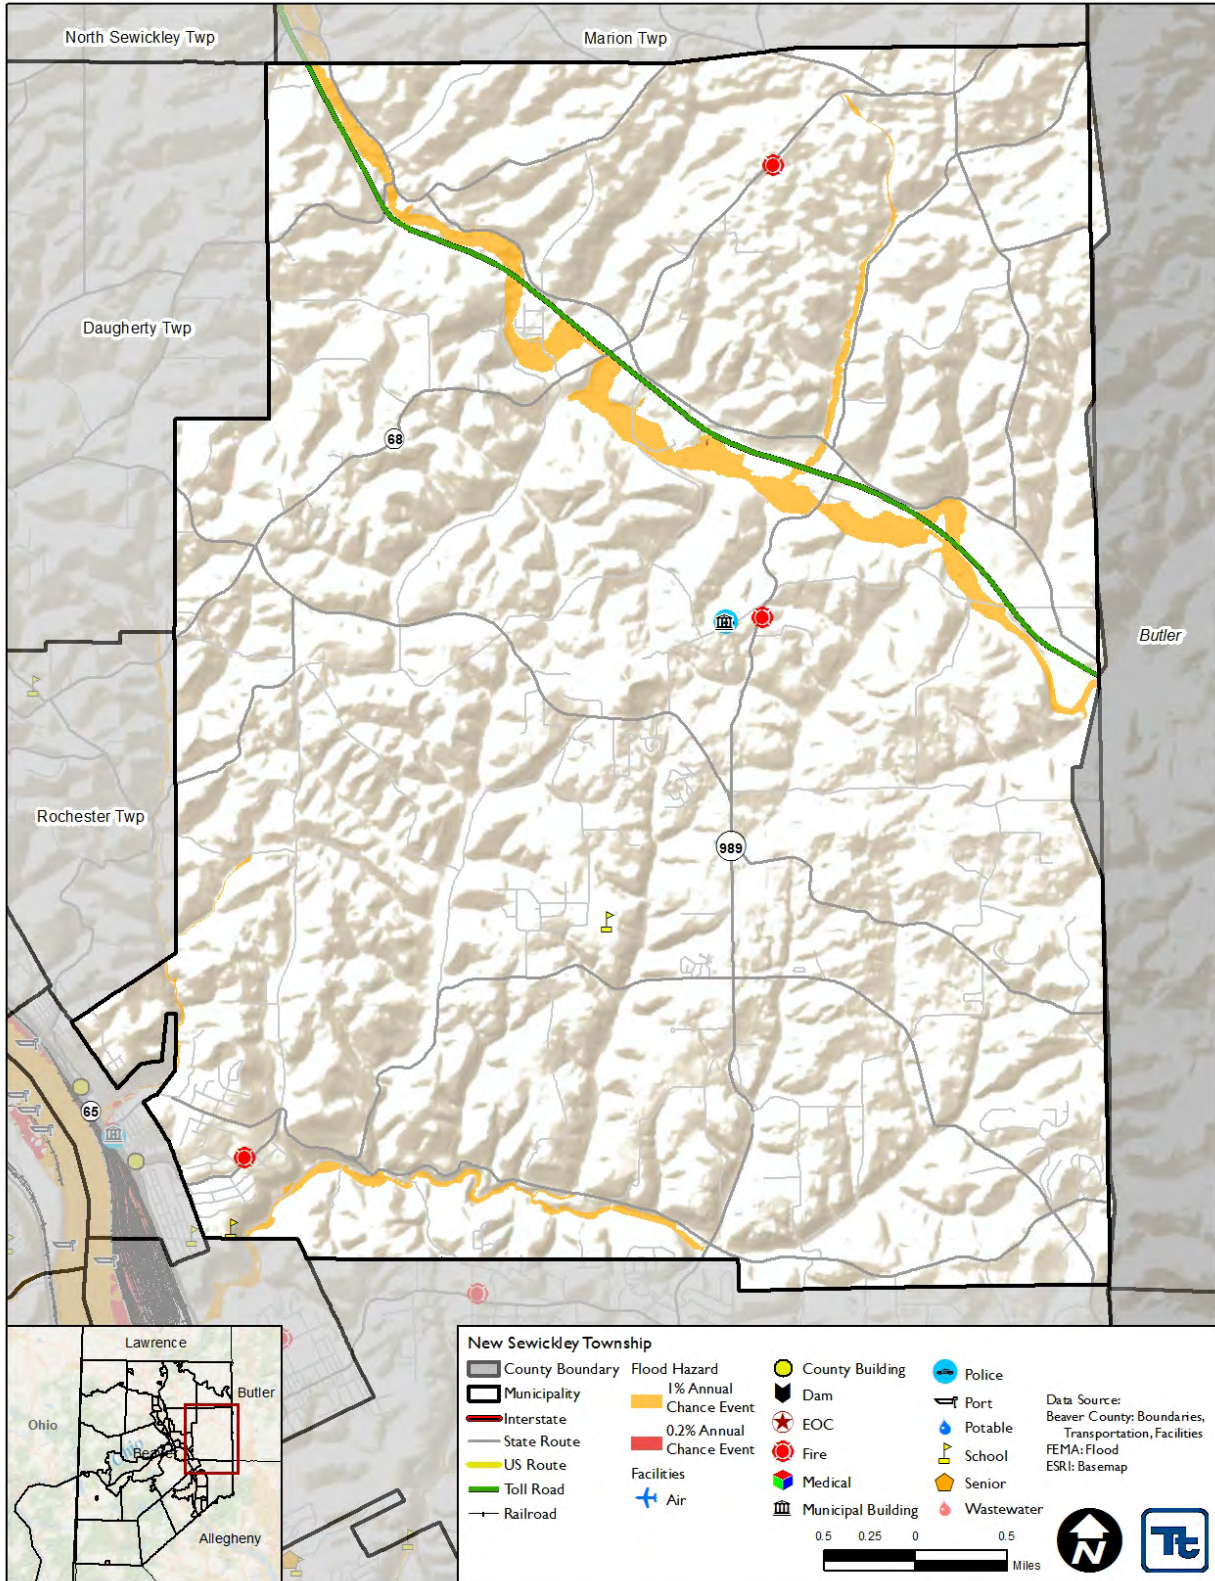 North Sewickley Twp
Marion Twp
Daugherty Twp
68
Butler
Rochester Twp
989
65
Lawrence
Butler
Ohio
Beaver
Ohio
Allegheny
New Sewickley Township
County Boundary
Municipality
Interstate
State Route
US Route
Toll Road
Railroad
Flood Hazard
1% Annual
Chance Event
0.2% Annual
Chance Event
Facilities
Air
County Building
Dam
EOC
Fire
Medical
Municipal Building
Police
Port
Potable
School
Senior
Wastewater
Data Source:
Beaver County: Boundaries,
Transportation, Facilities
FEMA: Flood
ESRI: Basemap
0.5 0.25 0 0.5
Miles
N
Tt